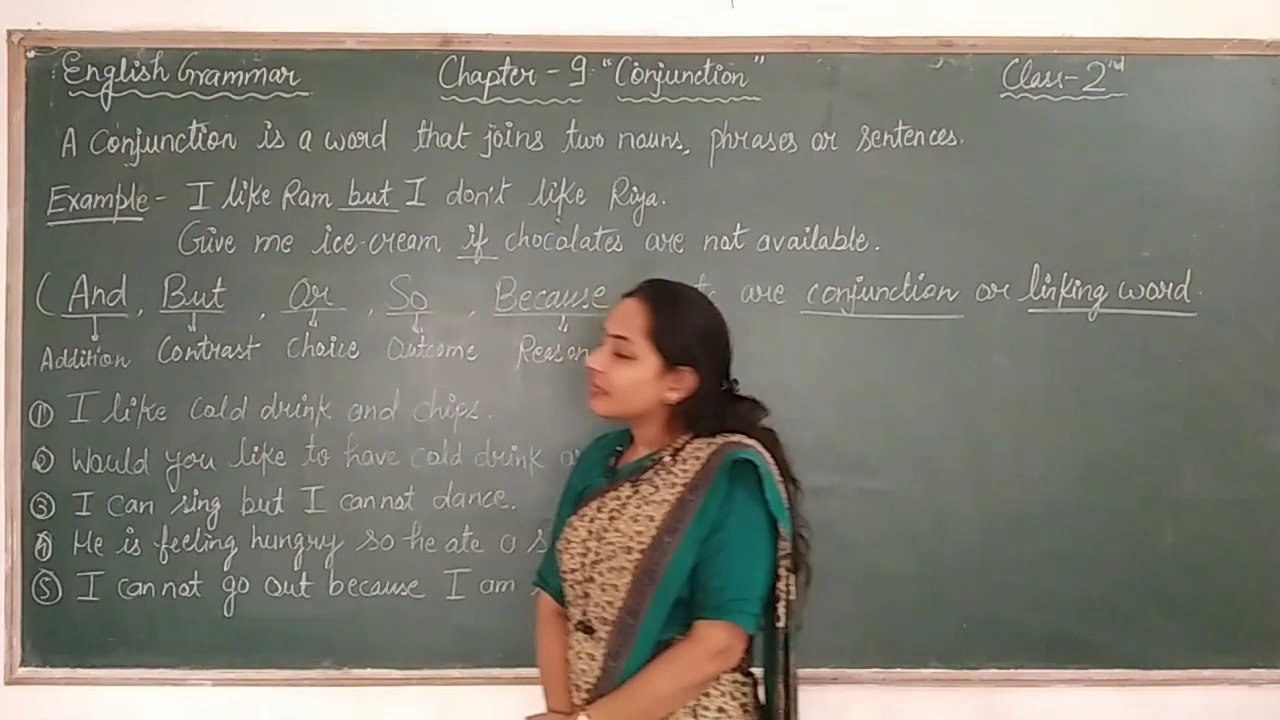 English Grammar Chapter - 9 "Conjunction" Class-2nd
A Conjunction is a word that joins two nouns, phrases or sentences.
Example - I like Ram but I don't like Riya.
Give me ice-cream if chocolates are not available.
(And, But, Or, So, Because are conjunction or linking word.
Addition Contrast Choice Outcome Reason
① I like cold drink and chips.
② Would you like to have cold drink
③ I can sing but I cannot dance.
④ He is feeling hungry so he ate a
⑤ I cannot go out because I am